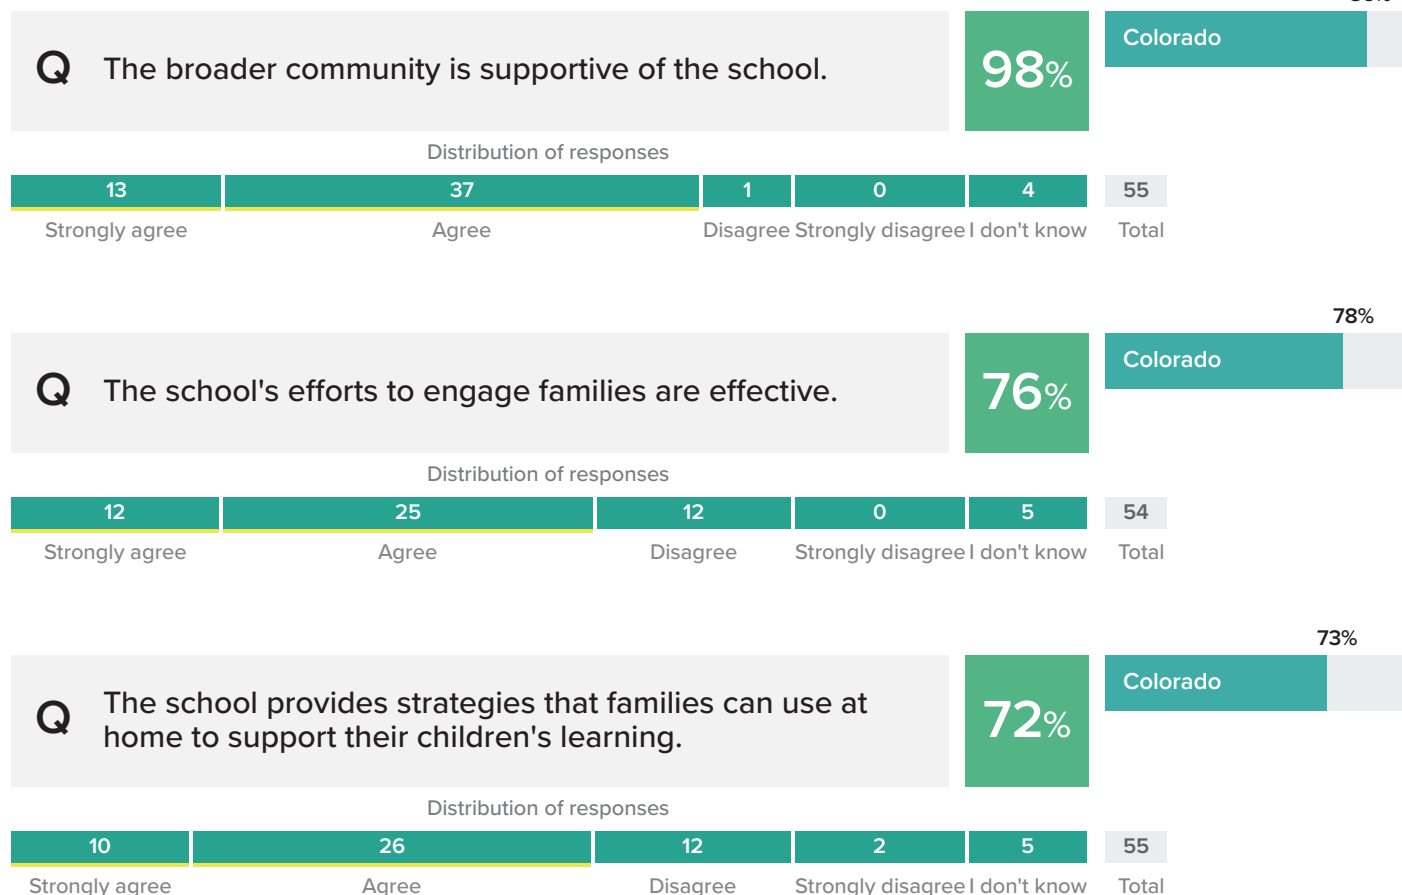 Q The broader community is supportive of the school.
98%
Colorado
Distribution of responses
13 37 1 0 4 55
Strongly agree Agree Disagree Strongly disagree I don't know Total
78%
Q The school's efforts to engage families are effective.
76%
Colorado
Distribution of responses
12 25 12 0 5 54
Strongly agree Agree Disagree Strongly disagree I don't know Total
73%
Q The school provides strategies that families can use at
home to support their children's learning.
72%
Colorado
Distribution of responses
10 26 12 2 5 55
Strongly agree Agree Disagree Strongly disagree I don't know Total